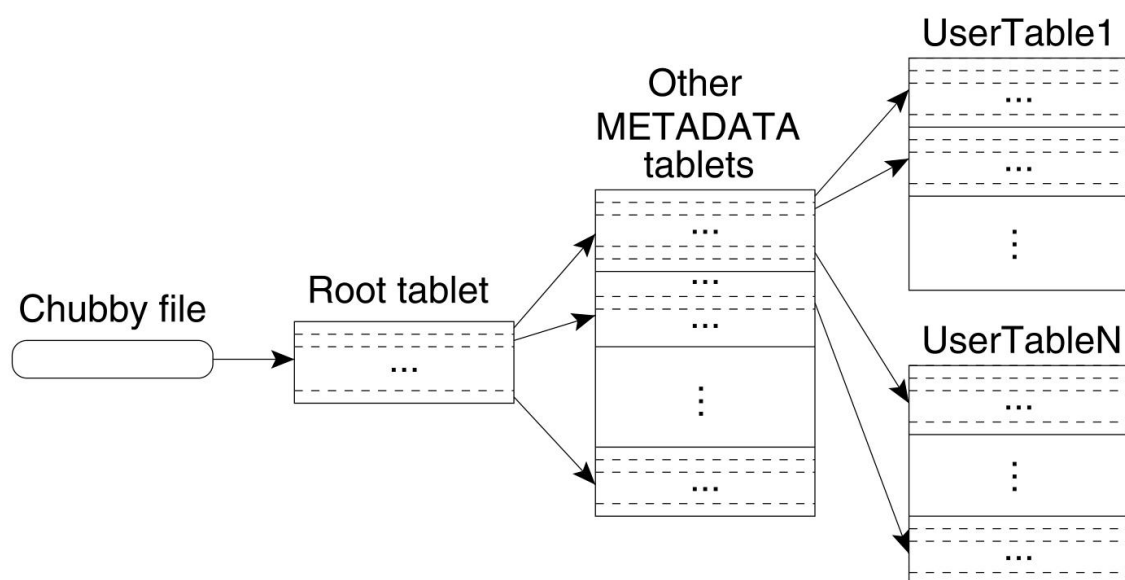 UserTable1
...
...
⋮
Other
METADATA
tablets
...
...
...
⋮
...
Root tablet
...
Chubby file
UserTableN
...
⋮
...